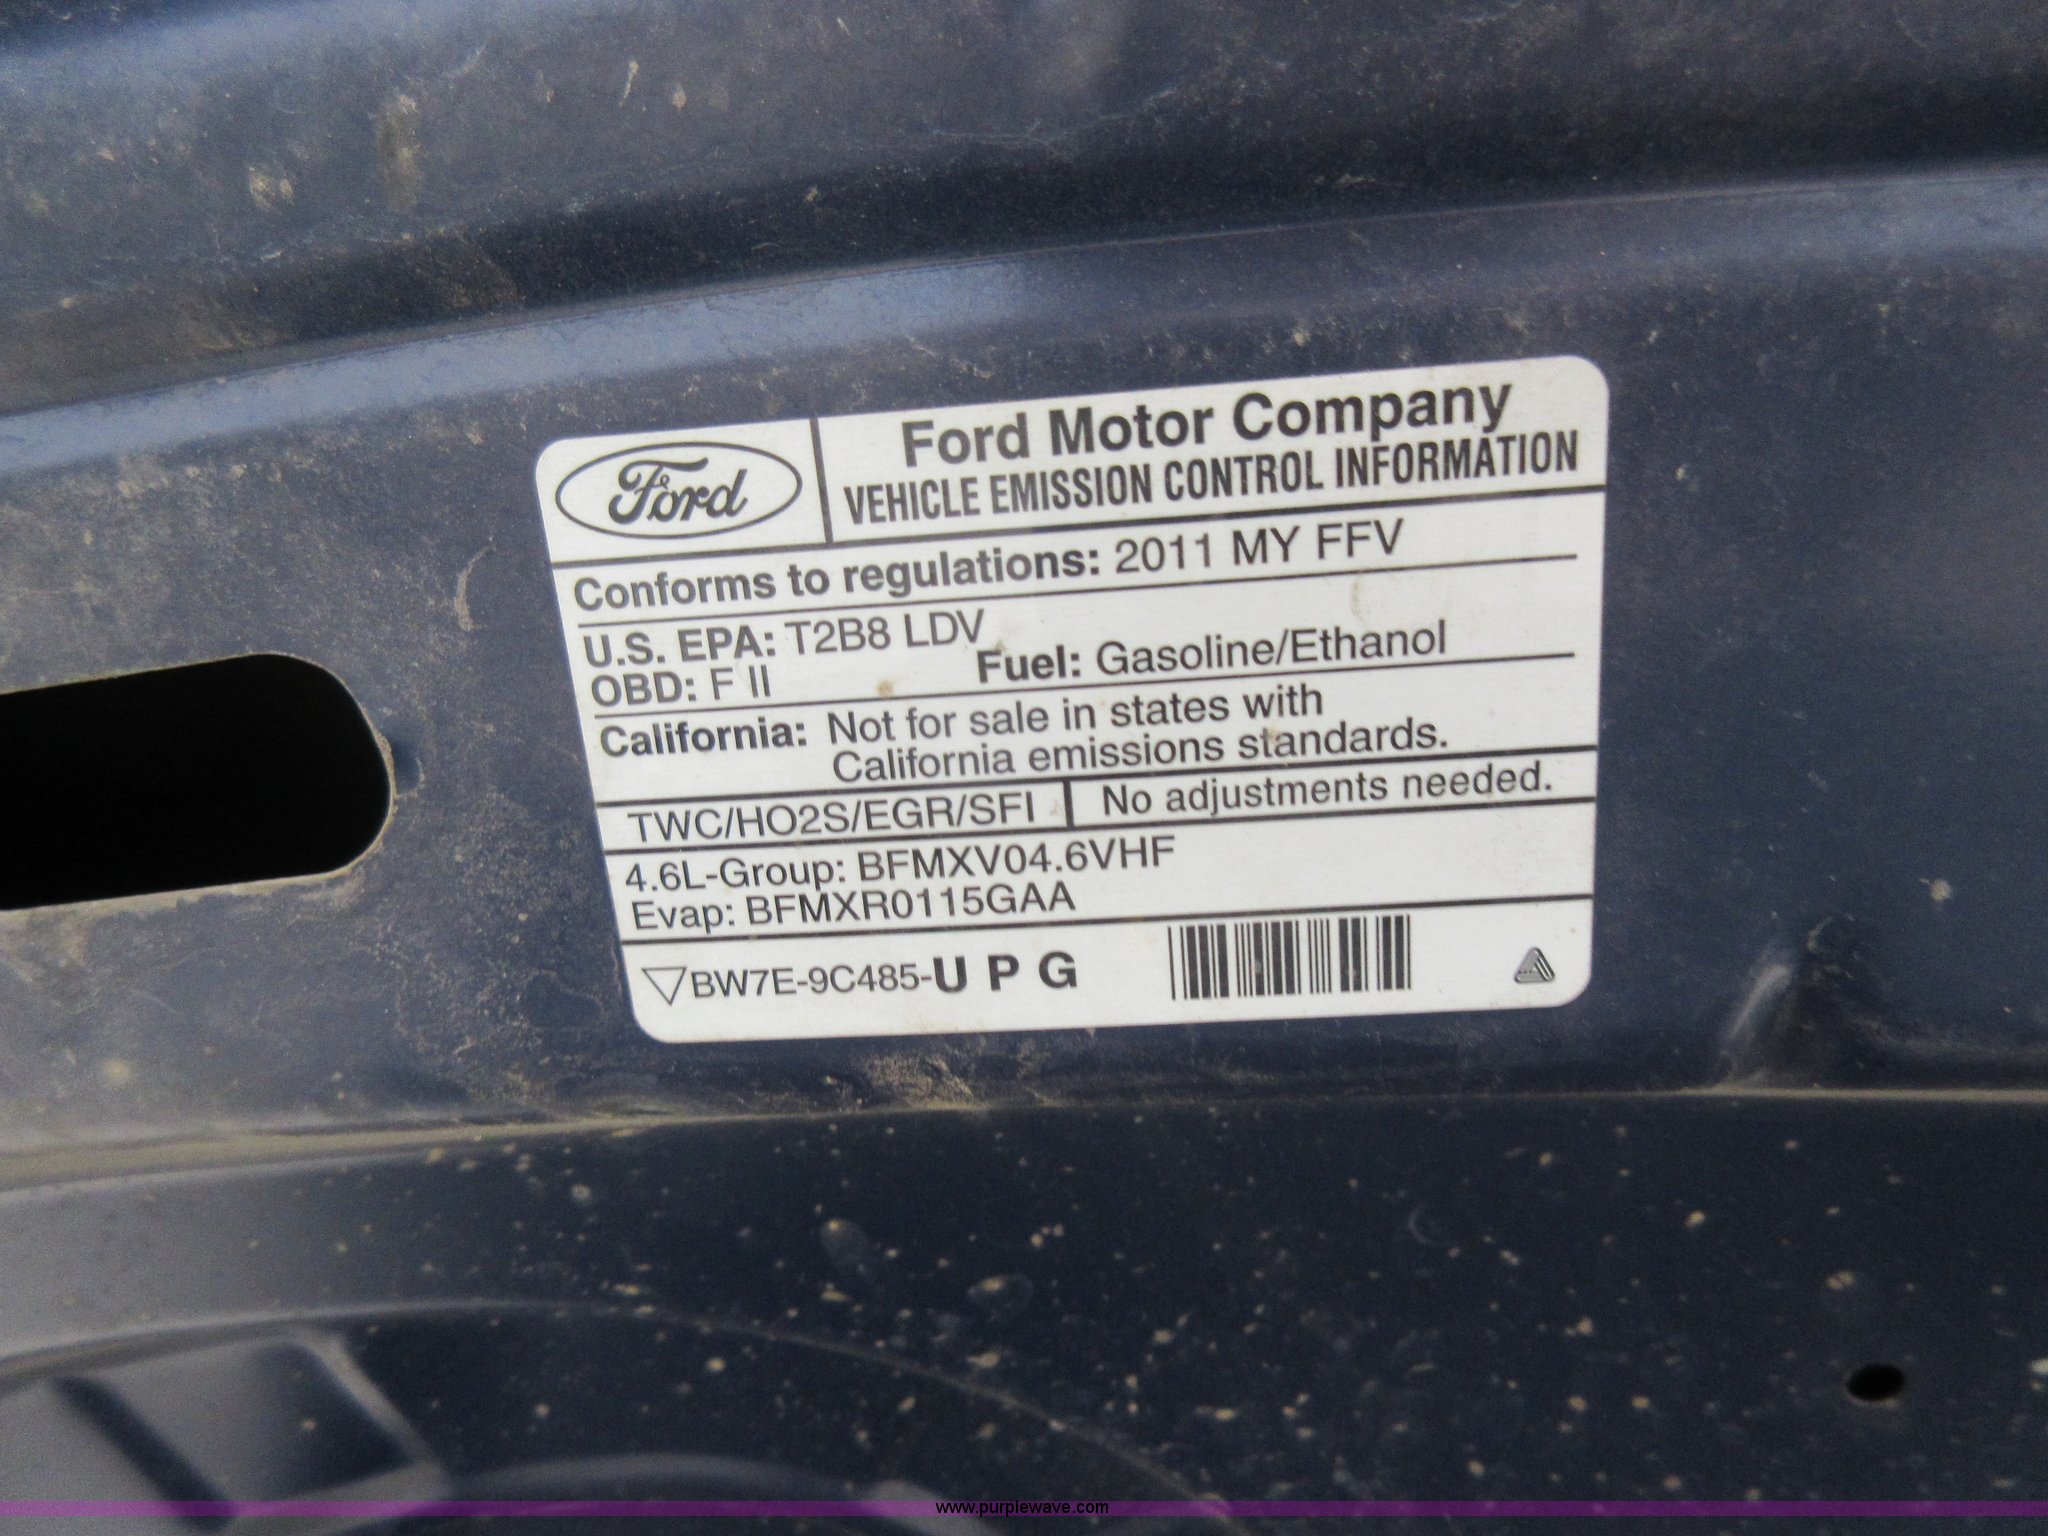 Ford
Ford Motor Company
VEHICLE EMISSION CONTROL INFORMATION
Conforms to regulations: 2011 MY FFV
U.S. EPA: T2B8 LDV
OBD: F II
Fuel: Gasoline/Ethanol
California: Not for sale in states with
California emissions standards.
TWC/HO2S/EGR/SFI
No adjustments needed.
4.6L-Group: BFMXV04.6VHF
Evap: BFMXR0115GAA
BW7E-9C485-U P G
www.purplewave.com